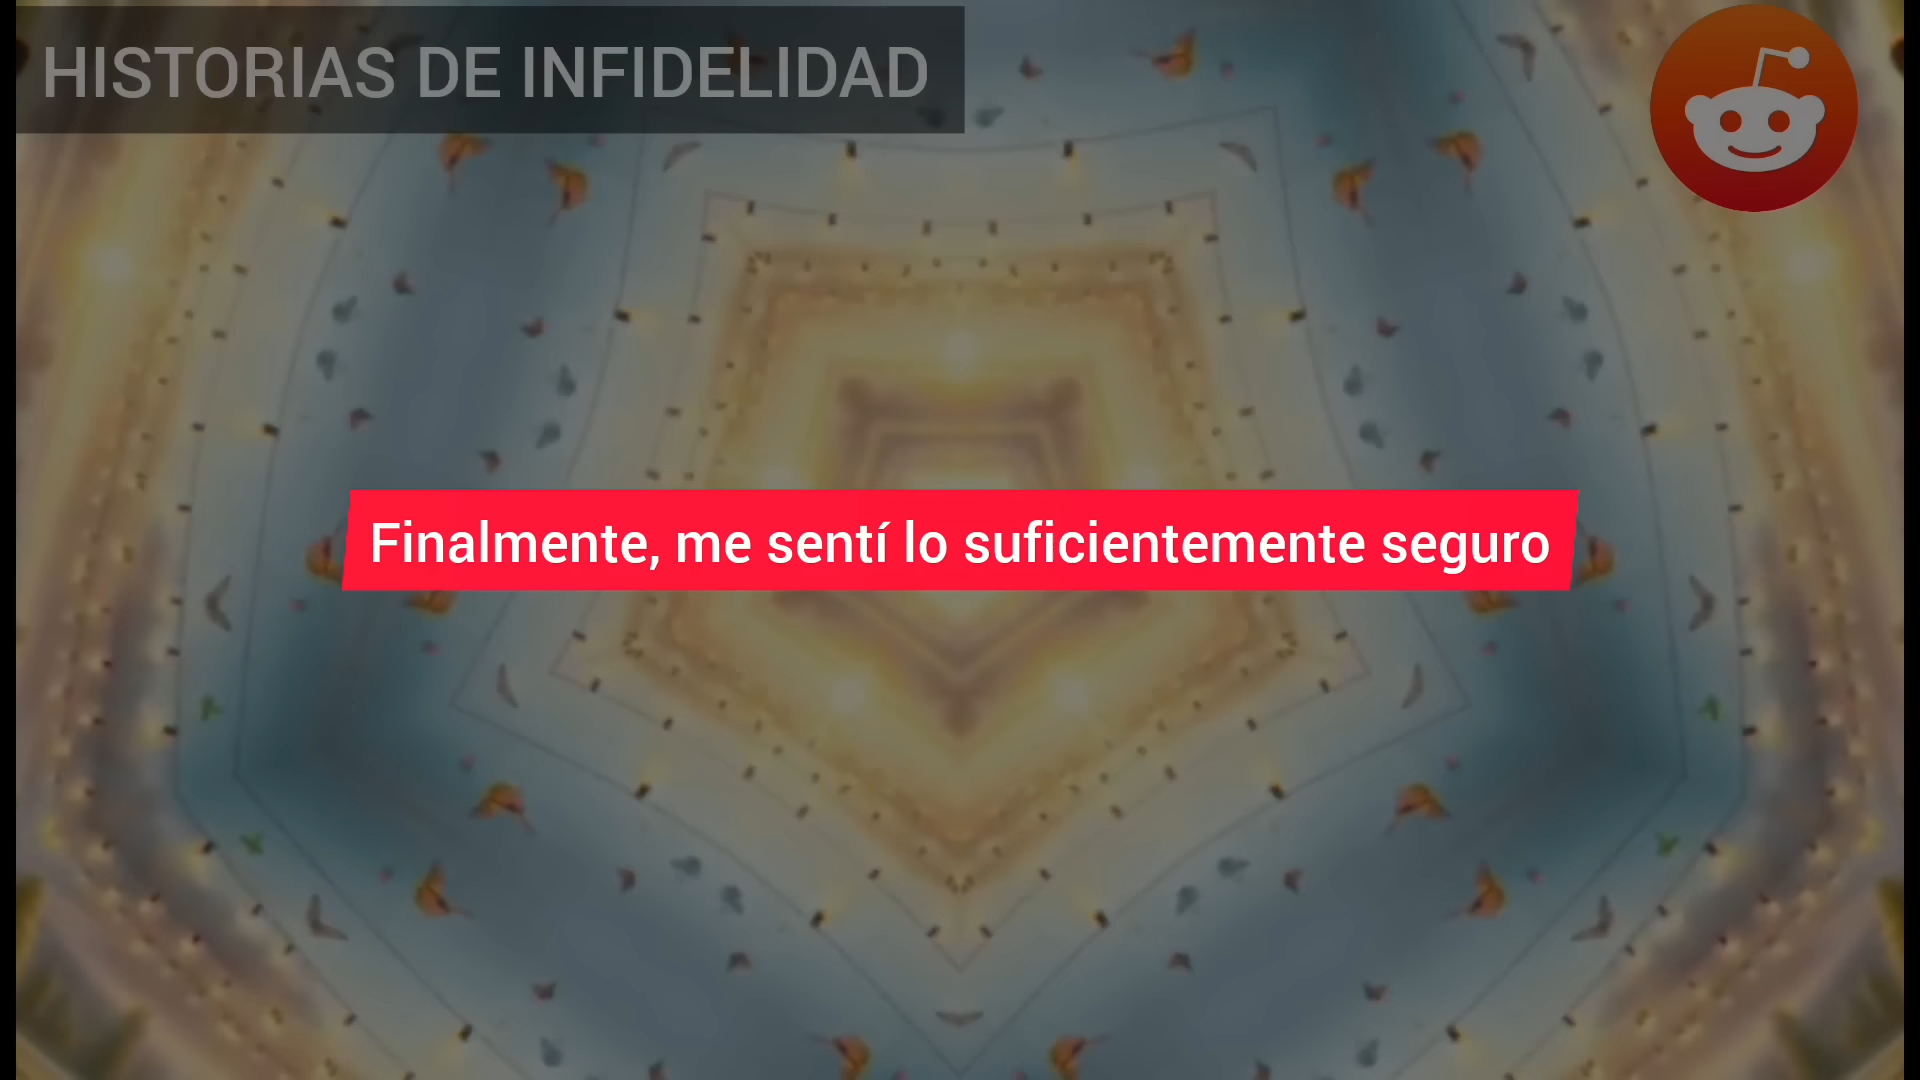 HISTORIAS DE INFIDELIDAD
Finalmente, me sentí lo suficientemente seguro